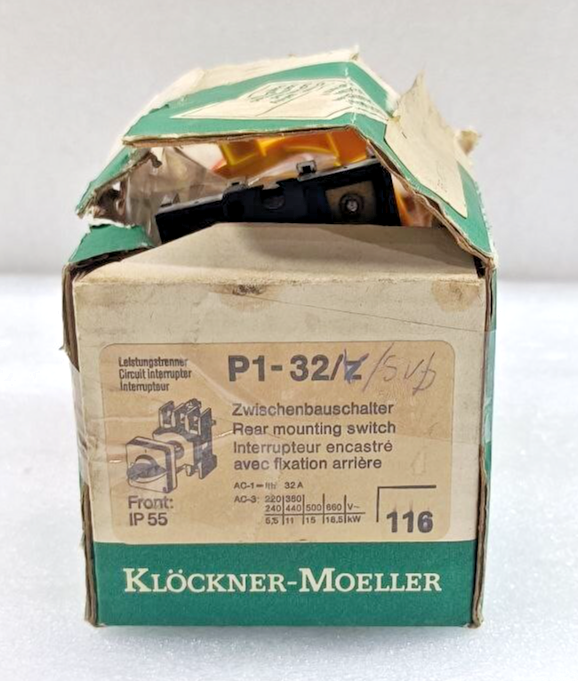 Leistungstrenner
Circuit Interrupter
Interrupteur
P1-32/Z/SVB
Zwischenbauschalter
Rear mounting switch
Interrupteur encastré
avec fixation arrière
Front:
IP 55
AC-1= Ith 32 A
AC-3: 220 380
240 440 500 660 V~
5,5 11 15 18,5 kW
116
KLÖCKNER-MOELLER